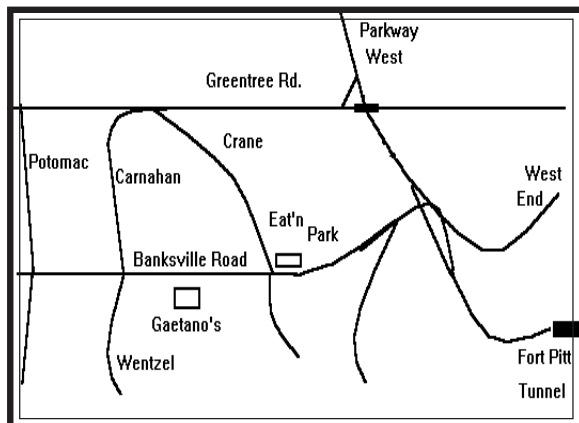 Parkway
West
Greentree Rd.
Crane
Potomac
Carnahan
West
End
Eat'n
Park
Banksville Road
Gaetano's
Wentzel
Fort Pitt
Tunnel